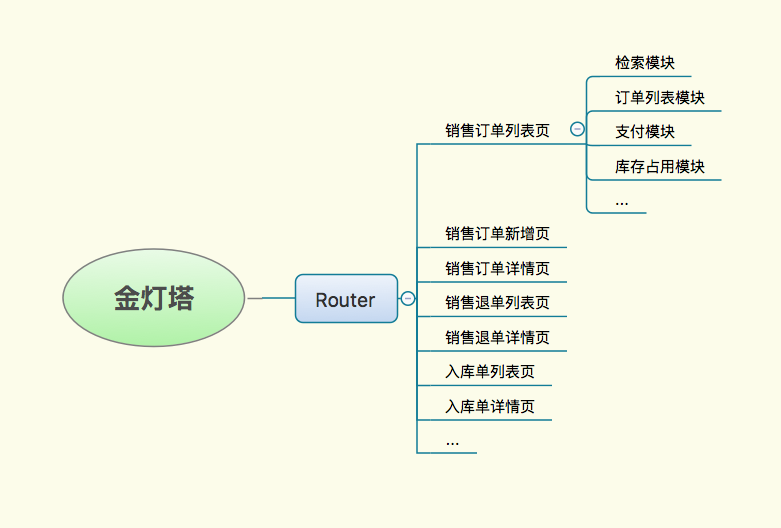 金灯塔
Router
销售订单列表页
检索模块
订单列表模块
支付模块
库存占用模块
...
销售订单新增页
销售订单详情页
销售退单列表页
销售退单详情页
入库单列表页
入库单详情页
...